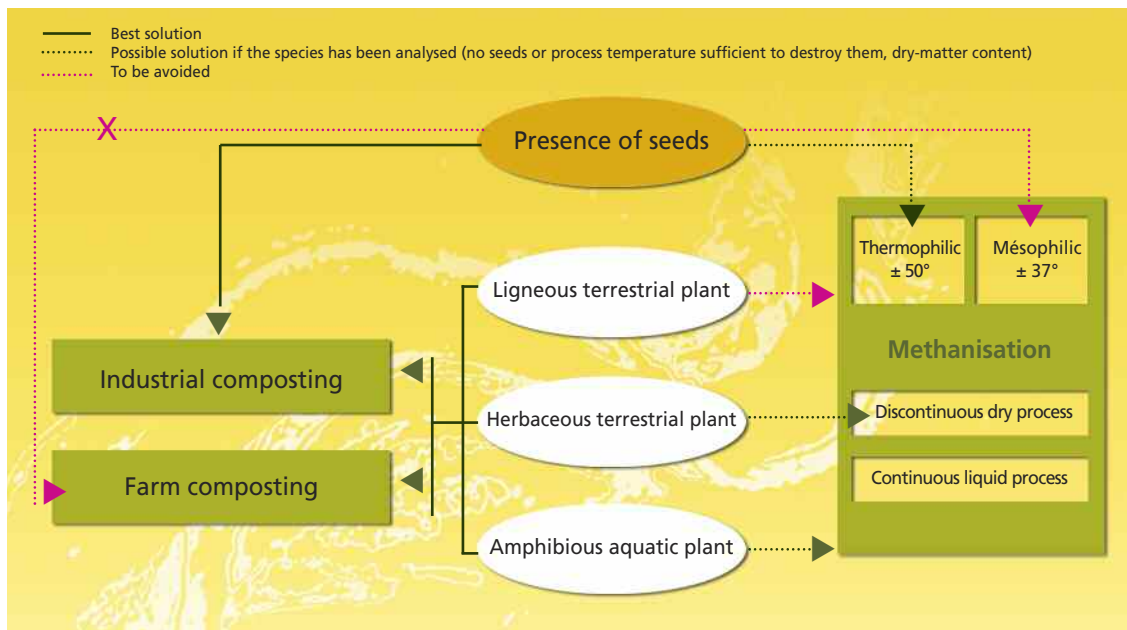 Best solution
Possible solution if the species has been analysed (no seeds or process temperature sufficient to destroy them, dry-matter content)
To be avoided
X
Presence of seeds
Thermophilic
± 50°
Mésophilic
± 37°
Ligneous terrestrial plant
Methanisation
Industrial composting
Herbaceous terrestrial plant
Discontinuous dry process
Farm composting
Continuous liquid process
Amphibious aquatic plant